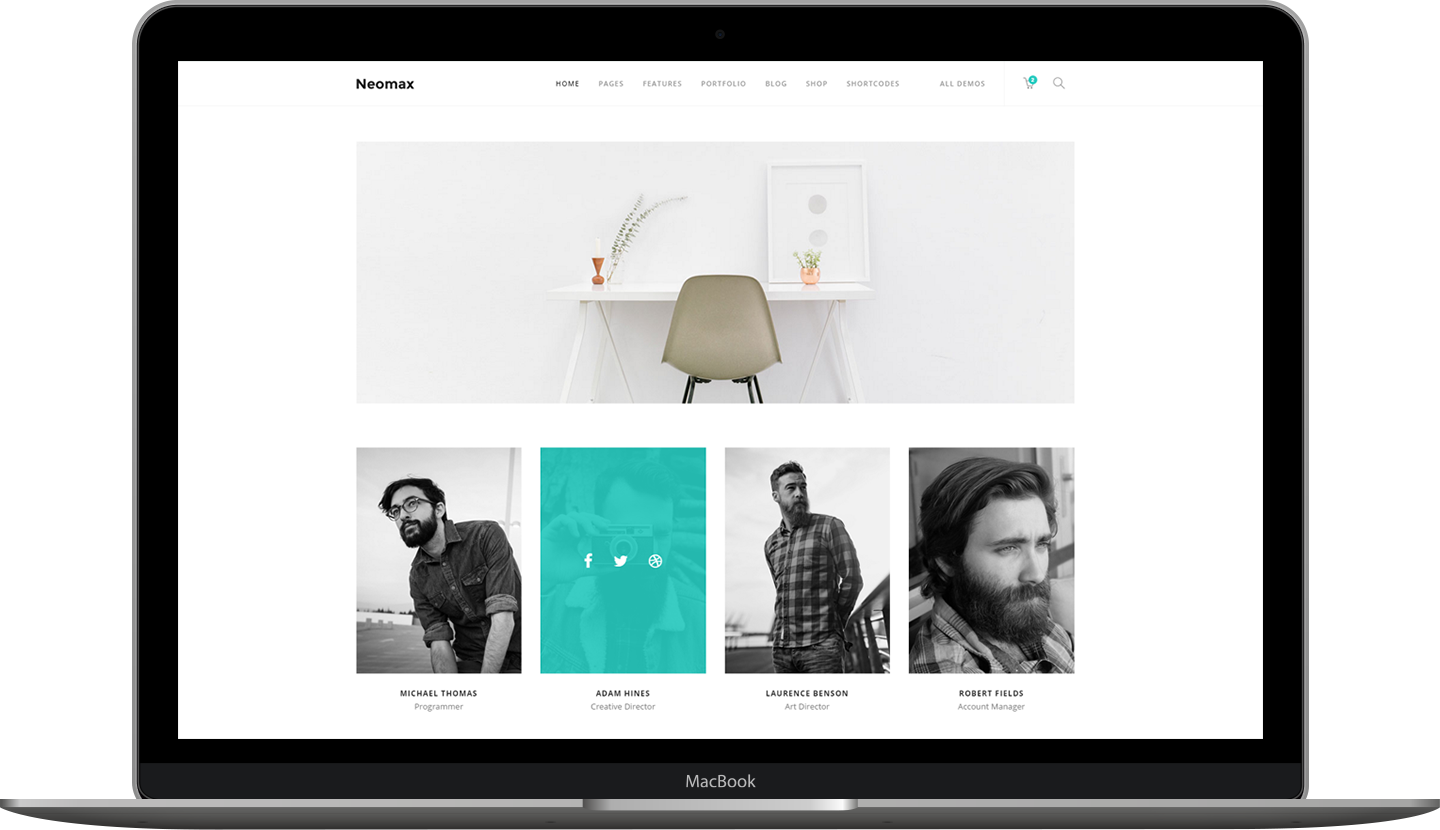 Neomax
HOME PAGES FEATURES PORTFOLIO BLOG SHOP SHORTCODES ALL DEMOS 2
MICHAEL THOMAS
Programmer
ADAM HINES
Creative Director
LAURENCE BENSON
Art Director
ROBERT FIELDS
Account Manager
MacBook